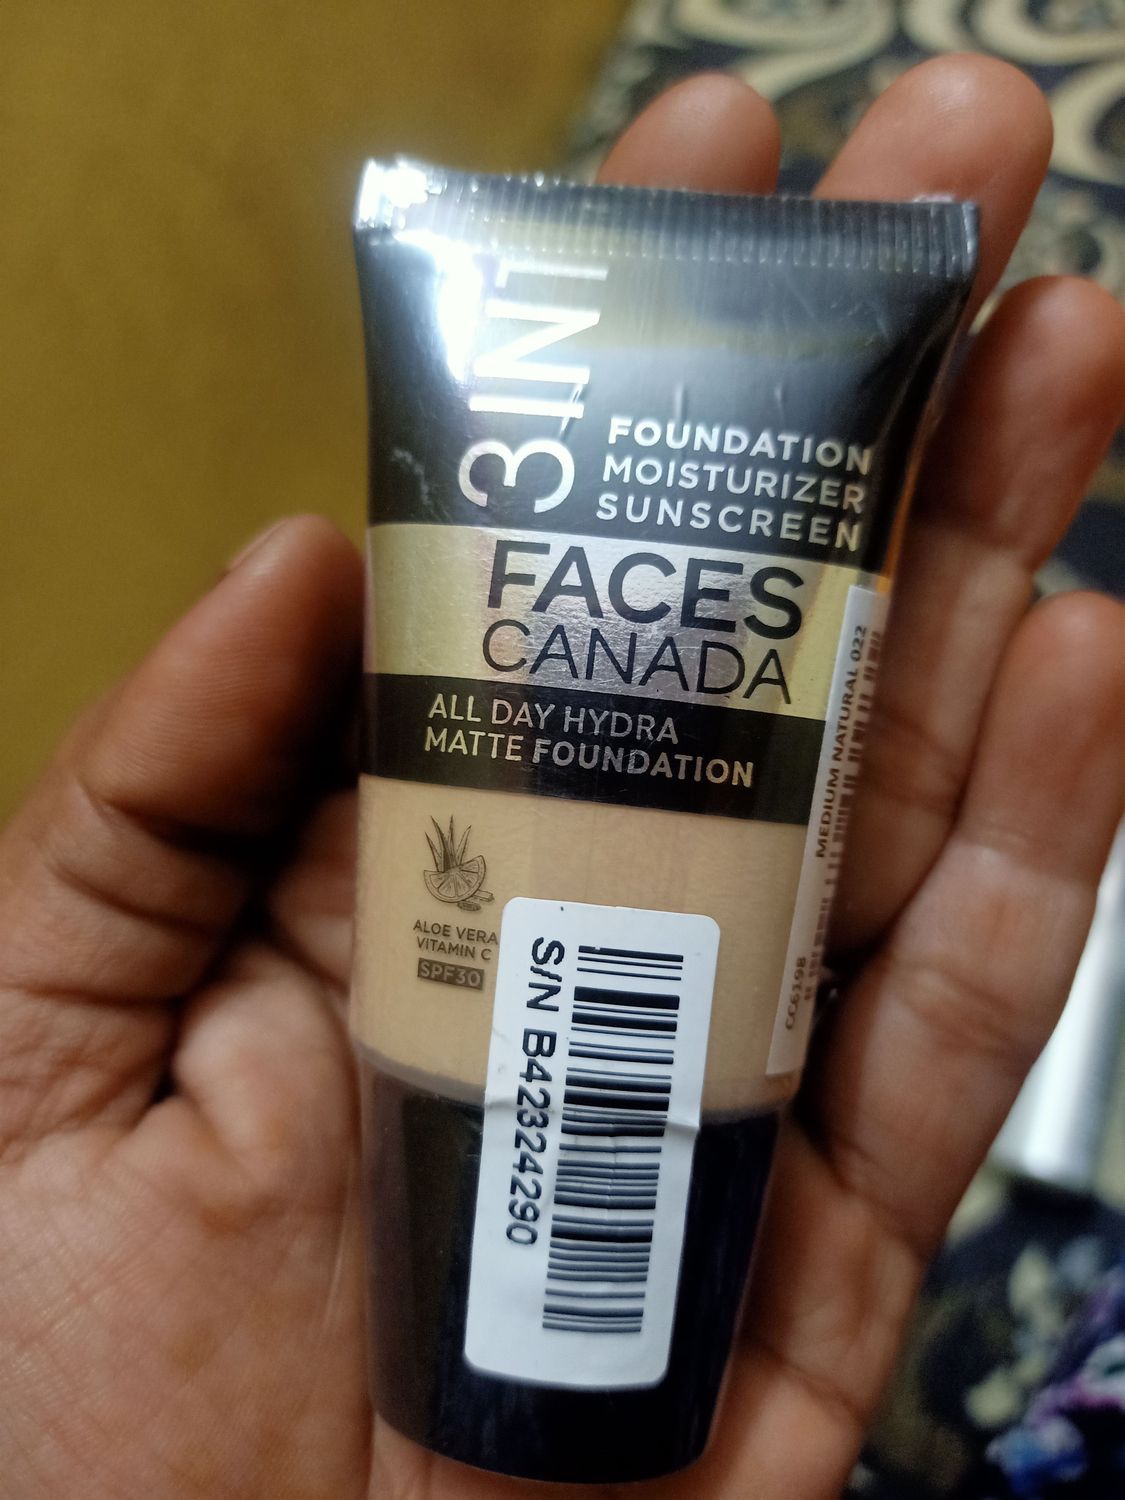 3INT
FOUNDATION
MOISTURIZER
SUNSCREEN
FACES
CANADA
ALL DAY HYDRA
MATTE FOUNDATION
ALOE VERA
VITAMIN C
SPF30
S/N B42324290
MEDIUM NATURAL 022
CC6198